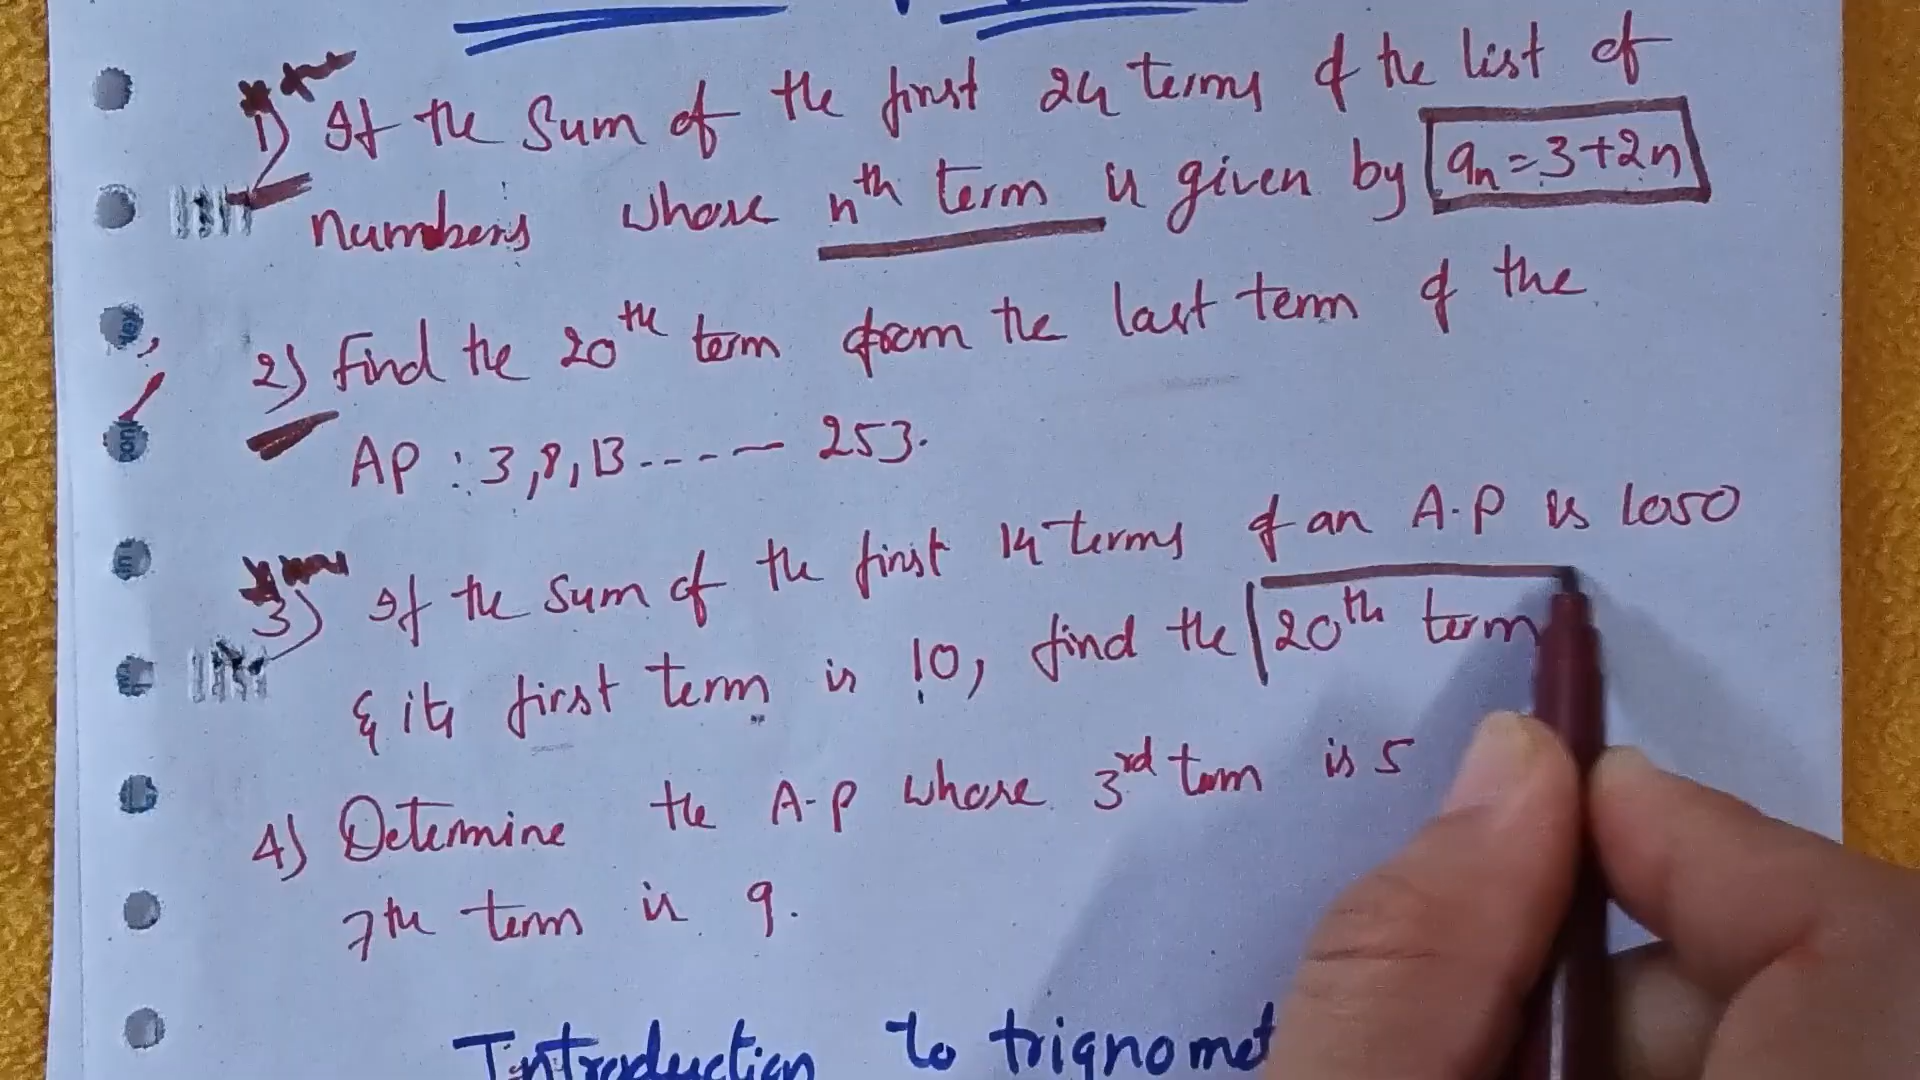 1) If the Sum of the first 24 terms of the list of
numbers whose nth term is given by an = 3+2n
2) Find the 20th term from the last term of the
AP : 3,8,13----- 253.
3) If the Sum of the first 14 terms of an A.P is 1050
& its first term is 10, find the 20th term
4) Determine the A-P whose 3rd term is 5
7th term is 9.
Introduction to trignomet